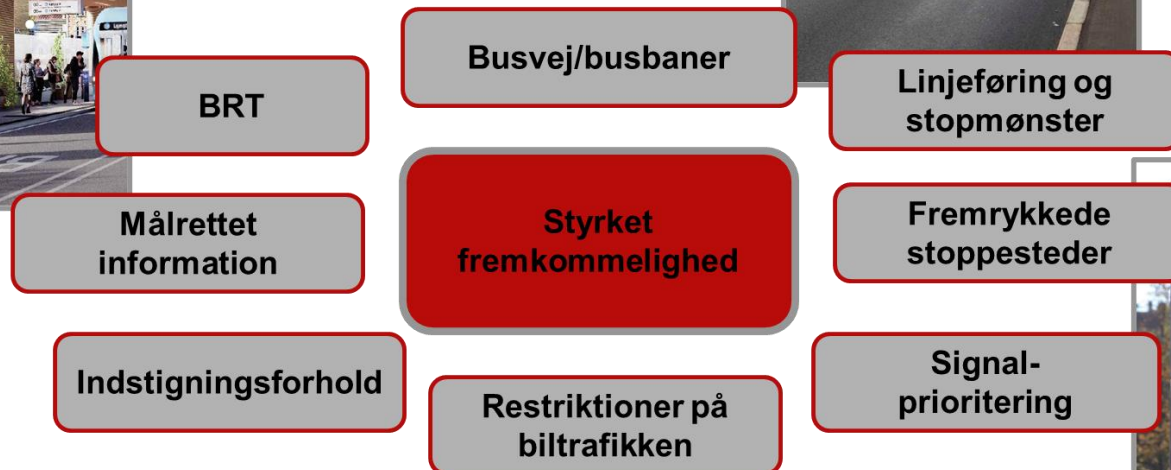 Busvej/busbaner
BRT
Linjeføring og
stopmønster
Målrettet
information
Styrket
fremkommelighed
Fremrykkede
stoppesteder
Indstigningsforhold
Restriktioner på
biltrafikken
Signal-
prioritering